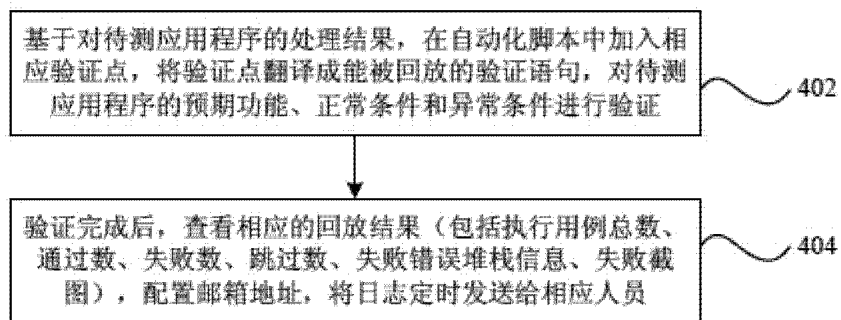 基于对待测应用程序的处理结果，在自动化脚本中加入相
应验证点，将验证点翻译成能被回放的验证语句，对待测
应用程序的预期功能、正常条件和异常条件进行验证
402
验证完成后，查看相应的回放结果（包括执行用例总数、
通过数、失败数、跳过数、失败错误堆栈信息、失败截
图），配置邮箱地址，将日志定时发送给相应人员
404